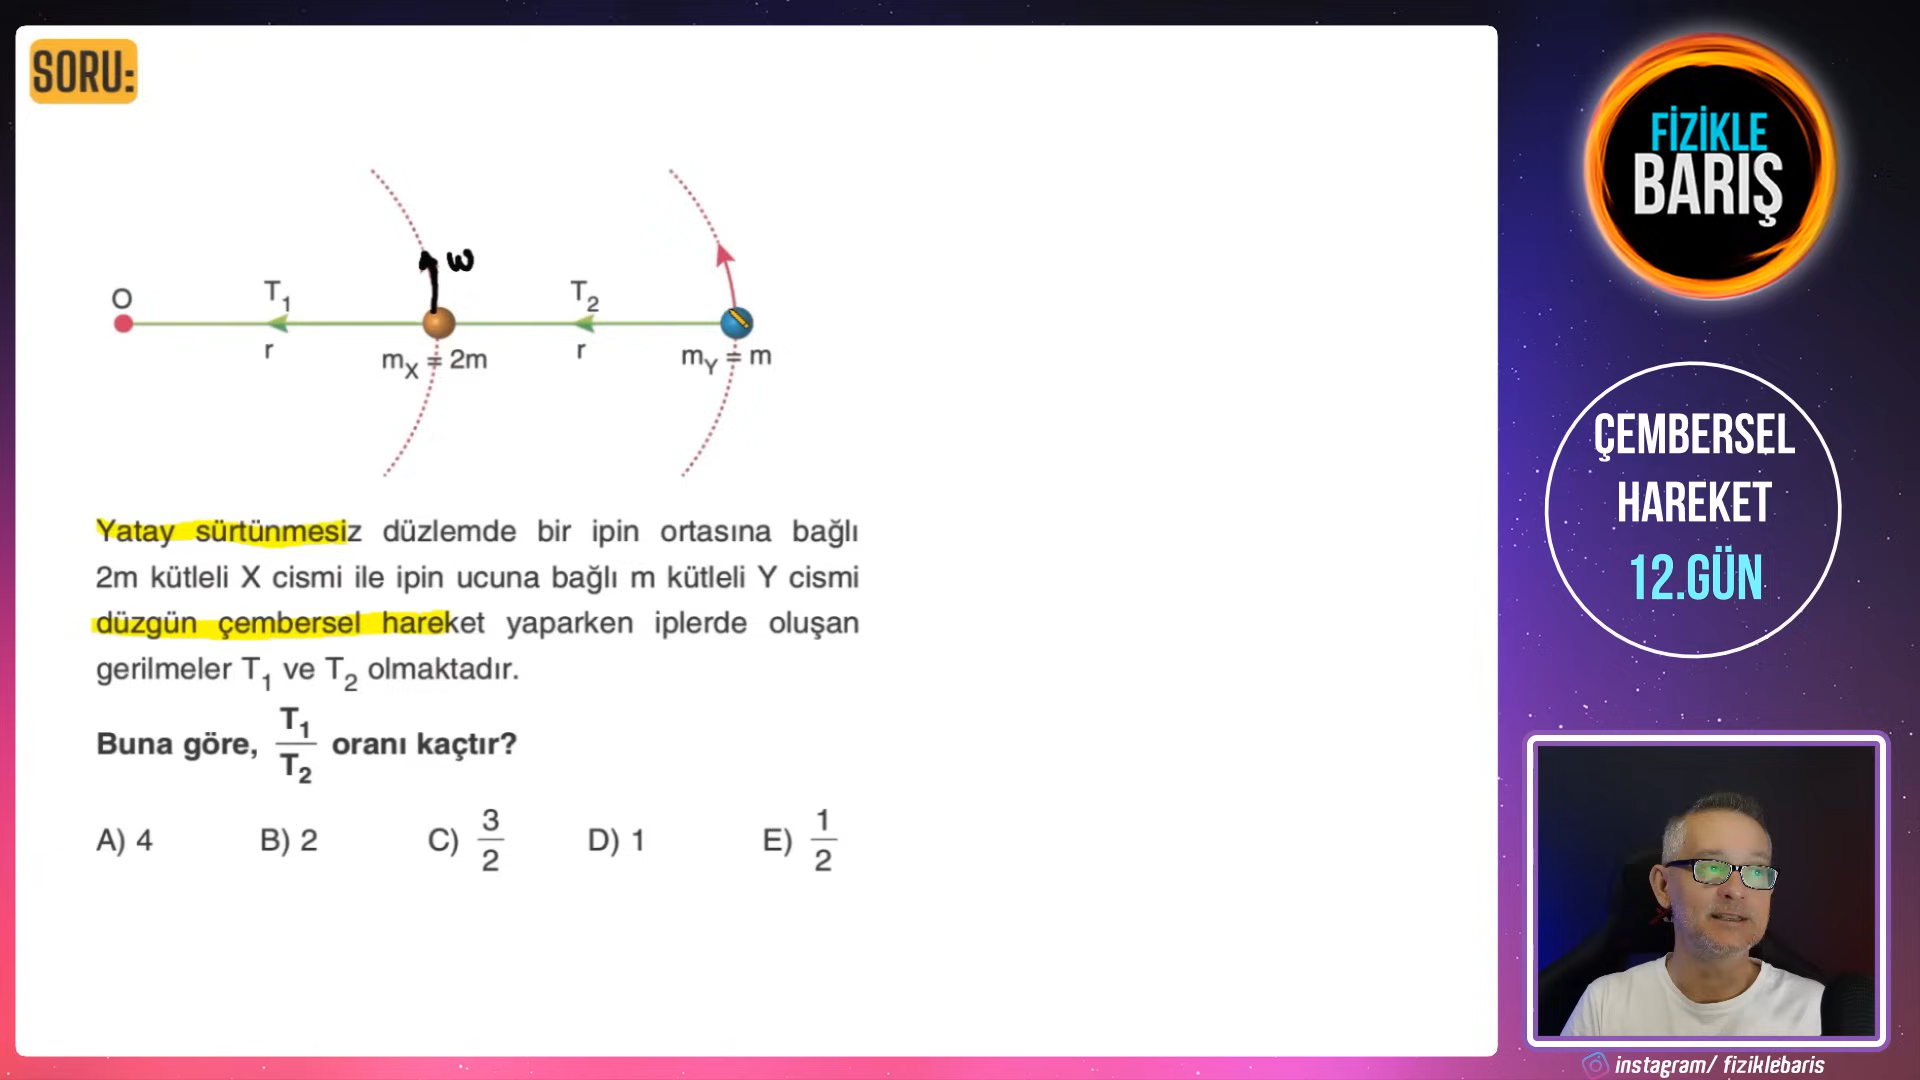 SORU:
ω
O
T₁
T₂
r
r
mX = 2m
mY = m
Yatay sürtünmesiz düzlemde bir ipin ortasına bağlı
2m kütleli X cismi ile ipin ucuna bağlı m kütleli Y cismi
düzgün çembersel hareket yaparken iplerde oluşan
gerilmeler T₁ ve T₂ olmaktadır.
Buna göre, T₁/T₂ oranı kaçtır?
A) 4 B) 2 C) 3/2 D) 1 E) 1/2
FİZİKLE
BARIŞ
ÇEMBERSEL
HAREKET
12.GÜN
instagram/ fiziklebaris